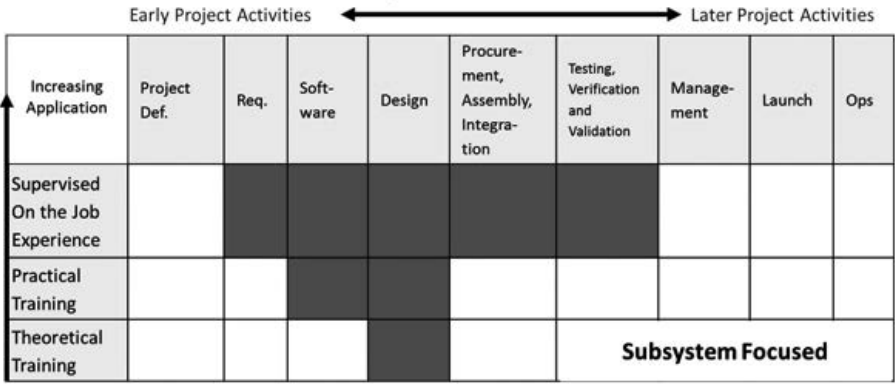 Early Project Activities
Later Project Activities
Increasing
Application
Project
Def.
Req.
Soft-
ware
Design
Procure-
ment,
Assembly,
Integra-
tion
Testing,
Verification
and
Validation
Manage-
ment
Launch
Ops
Supervised
On the Job
Experience
Practical
Training
Theoretical
Training
Subsystem Focused